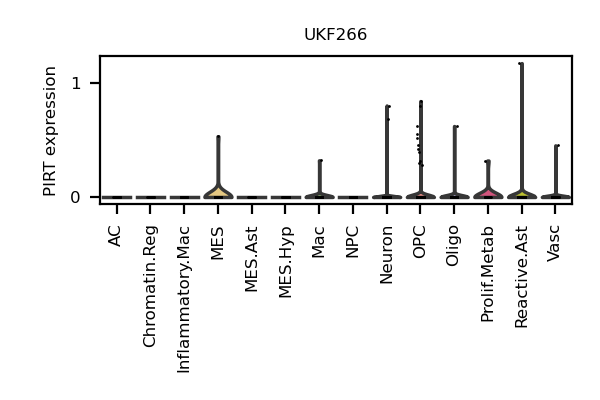 UKF266
PIRT expression
1
0
AC
Chromatin.Reg
Inflammatory.Mac
MES
MES.Ast
MES.Hyp
Mac
NPC
Neuron
OPC
Oligo
Prolif.Metab
Reactive.Ast
Vasc